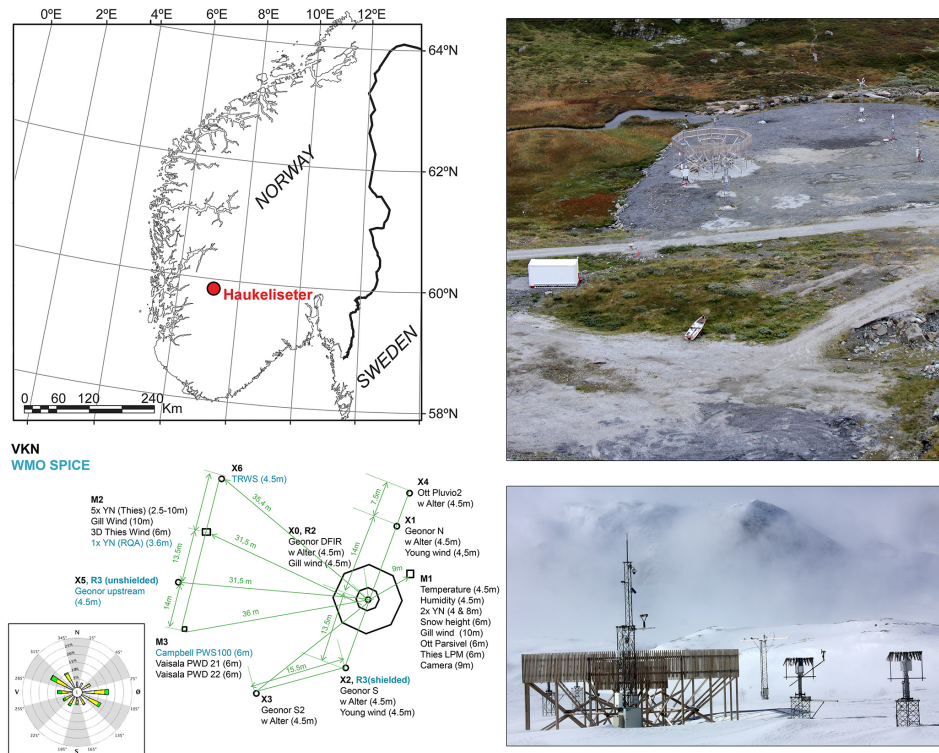 0°E 2°E 4°E 6°E 8°E 10°E 12°E
64°N
62°N
60°N
58°N
NORWAY
SWEDEN
Haukeliseter
0 30 60 120 180 240
Km
VKN
WMO SPICE
X6
TRWS (4.5m)
X4
Ott Pluvio2
w Alter (4.5m)
M2
5x YN (Thies) (2.5-10m)
Gill Wind (10m)
3D Thies Wind (6m)
1x YN (RQA) (3.6m)
X0, R2
Geonor DFIR
w Alter (4.5m)
Gill wind (4.5m)
X1
Geonor N
w Alter (4.5m)
Young wind (4,5m)
35,4 m
7,5m
14m
9m
13,5m
31,5 m
31,5 m
14m
36 m
13,5m
15,5m
X5, R3 (unshielded)
Geonor upstream
(4.5m)
M1
Temperature (4.5m)
Humidity (4.5m)
2x YN (4 & 8m)
Snow height (6m)
Gill wind (10m)
Ott Parsivel (6m)
Thies LPM (6m)
Camera (9m)
M3
Campbell PWS100 (6m)
Vaisala PWD 21 (6m)
Vaisala PWD 22 (6m)
X3
Geonor S2
w Alter (4.5m)
X2, R3(shielded)
Geonor S
w Alter (4.5m)
Young wind (4.5m)
N
V
Ø
S